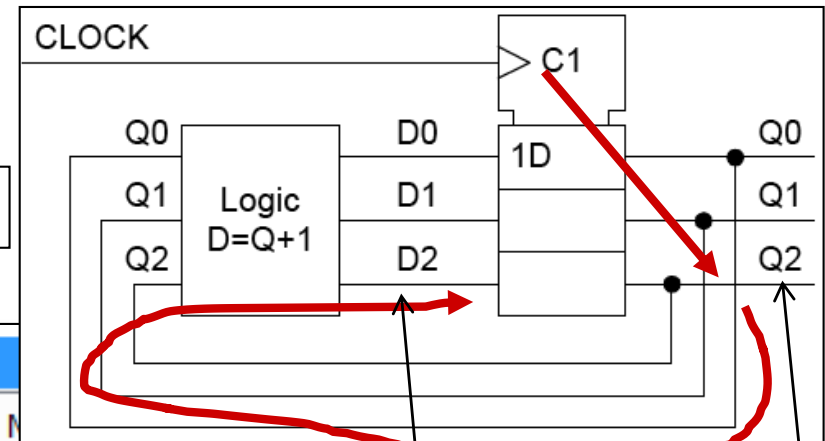 CLOCK
C1
Q0 D0 1D Q0
Q1 Logic D1 Q1
D=Q+1
Q2 D2 Q2